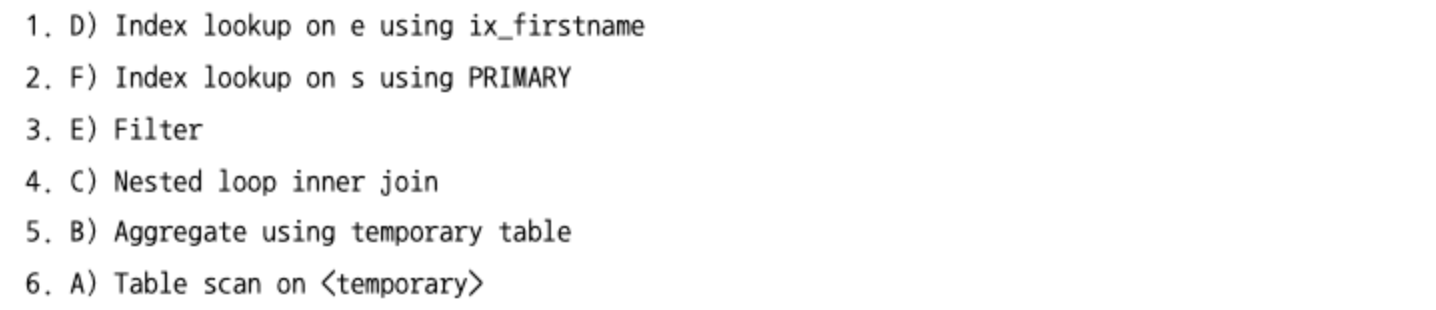 1. D) Index lookup on e using ix_firstname
2. F) Index lookup on s using PRIMARY
3. E) Filter
4. C) Nested loop inner join
5. B) Aggregate using temporary table
6. A) Table scan on <temporary>